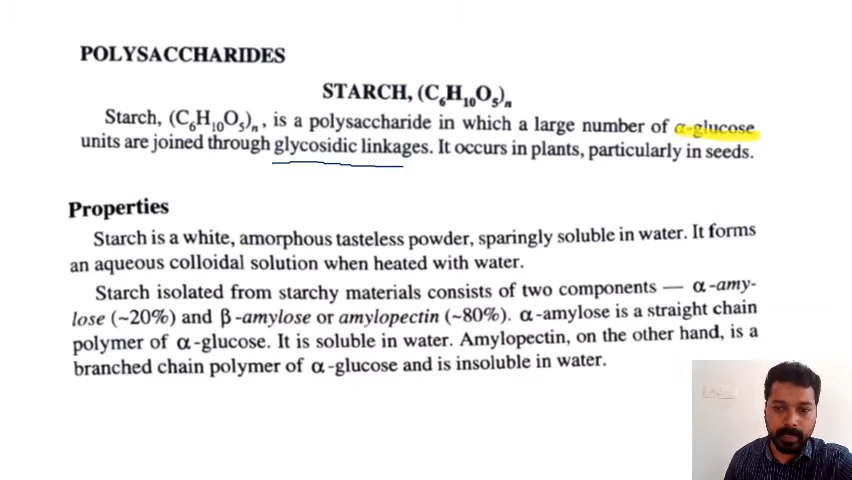 POLYSACCHARIDES
STARCH, (C₆H₁₀O₅)ₙ
Starch, (C₆H₁₀O₅)ₙ, is a polysaccharide in which a large number of α-glucose
units are joined through glycosidic linkages. It occurs in plants, particularly in seeds.
Properties
Starch is a white, amorphous tasteless powder, sparingly soluble in water. It forms
an aqueous colloidal solution when heated with water.
Starch isolated from starchy materials consists of two components — α-amy-
lose (~20%) and β-amylose or amylopectin (~80%). α-amylose is a straight chain
polymer of α-glucose. It is soluble in water. Amylopectin, on the other hand, is a
branched chain polymer of α-glucose and is insoluble in water.